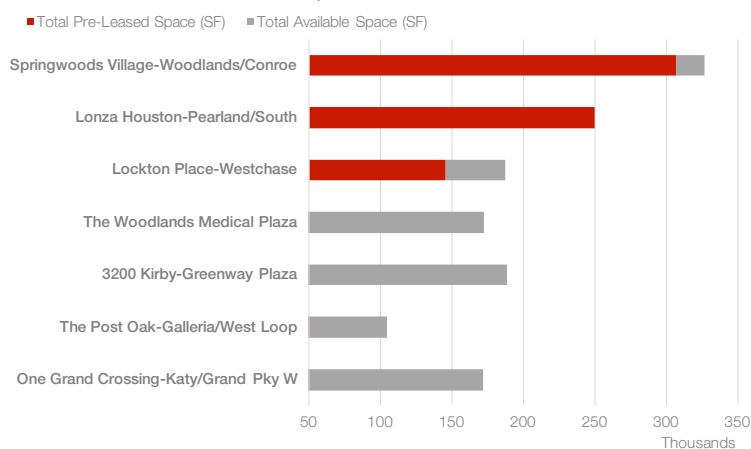 Total Pre-Leased Space (SF) Total Available Space (SF)
Springwoods Village-Woodlands/Conroe
Lonza Houston-Pearland/South
Lockton Place-Westchase
The Woodlands Medical Plaza
3200 Kirby-Greenway Plaza
The Post Oak-Galleria/West Loop
One Grand Crossing-Katy/Grand Pky W
50 100 150 200 250 300 350
Thousands